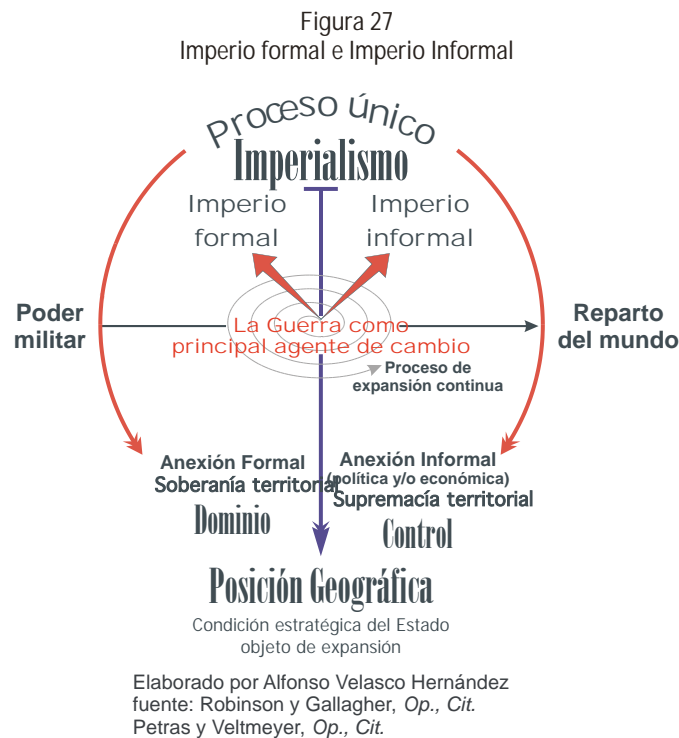 Figura 27
Imperio formal e Imperio Informal
Proceso único
Imperialismo
Imperio
formal
Imperio
informal
Poder
militar
La Guerra como
principal agente de cambio
Reparto
del mundo
Proceso de
expansión continua
Anexión Formal
Soberanía territorial
Dominio
Anexión Informal
(política y/o económica)
Supremacía territorial
Control
Posición Geográfica
Condición estratégica del Estado
objeto de expansión
Elaborado por Alfonso Velasco Hernández
fuente: Robinson y Gallagher, Op., Cit.
Petras y Veltmeyer, Op., Cit.